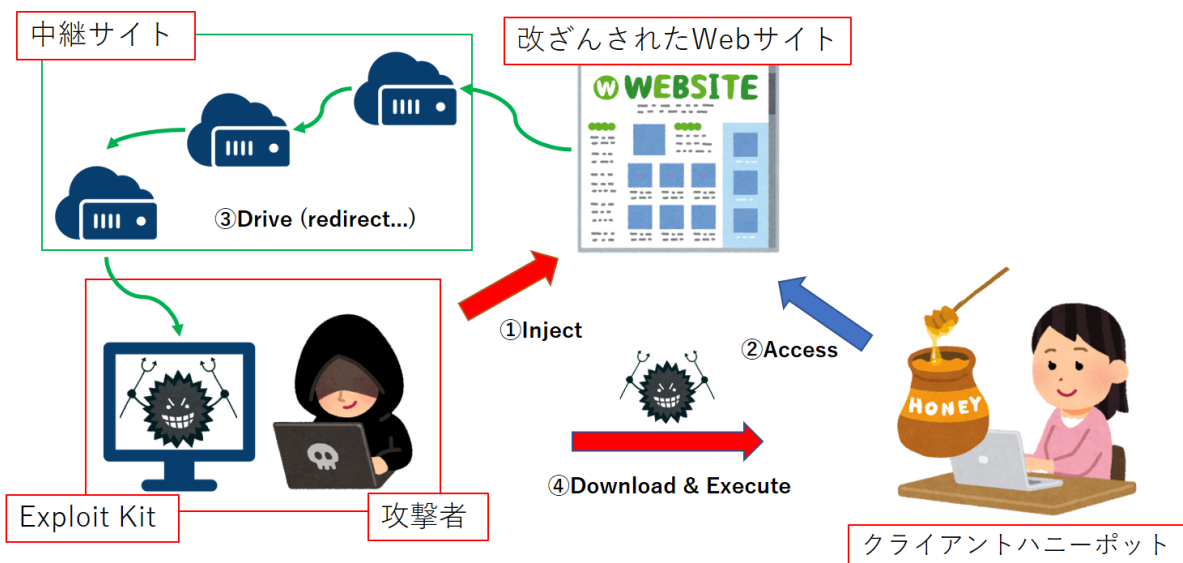 中継サイト
改ざんされたWebサイト
W WEBSITE
③Drive (redirect...)
①Inject
②Access
HONEY
④Download & Execute
Exploit Kit
攻撃者
クライアントハニーポット